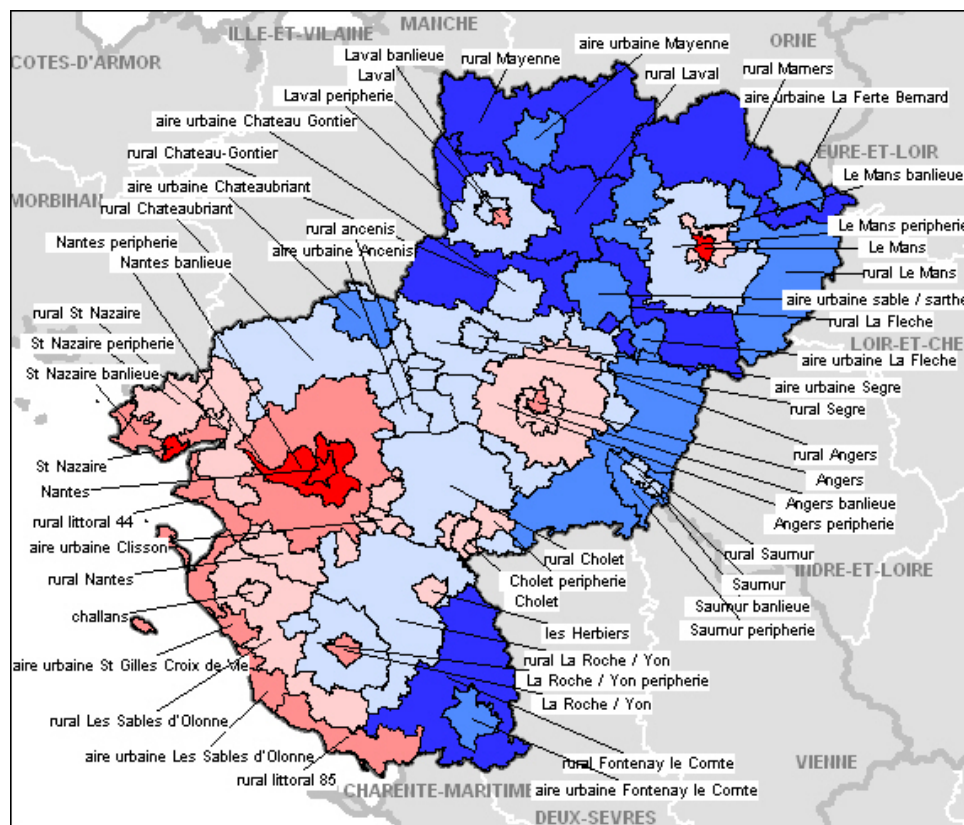 MANCHE
ILLE-ET-VILAINE
ORNE
COTES-D'ARMOR
Laval banlieue
rural Mayenne
aire urbaine Mayenne
Laval
rural Laval
rural Mamers
Laval peripherie
aire urbaine La Ferte Bernard
aire urbaine Chateau Gontier
EURE-ET-LOIR
rural Chateau-Gontier
Le Mans banlieue
aire urbaine Chateaubriant
MORBIHAN
rural Chateaubriant
rural ancenis
Le Mans peripherie
Nantes peripherie
aire urbaine Ancenis
Le Mans
Nantes banlieue
rural Le Mans
aire urbaine sable / sarthe
rural St Nazaire
rural La Fleche
St Nazaire peripherie
LOIR-ET-CHE
aire urbaine La Fleche
St Nazaire banlieue
aire urbaine Segre
rural Segre
rural Angers
St Nazaire
Angers
Nantes
Angers banlieue
rural littoral 44
Angers peripherie
aire urbaine Clisson
rural Saumur
rural Cholet
INDRE-ET-LOIRE
rural Nantes
Cholet peripherie
Saumur
Cholet
Saumur banlieue
challans
Saumur peripherie
les Herbiers
aire urbaine St Gilles Croix de Vie
rural La Roche / Yon
La Roche / Yon peripherie
La Roche / Yon
rural Les Sables d'Olonne
aire urbaine Les Sables d'Olonne
rural Fontenay le Comte
VIENNE
rural littoral 85
CHARENTE-MARITIME
aire urbaine Fontenay le Comte
DEUX-SEVRES